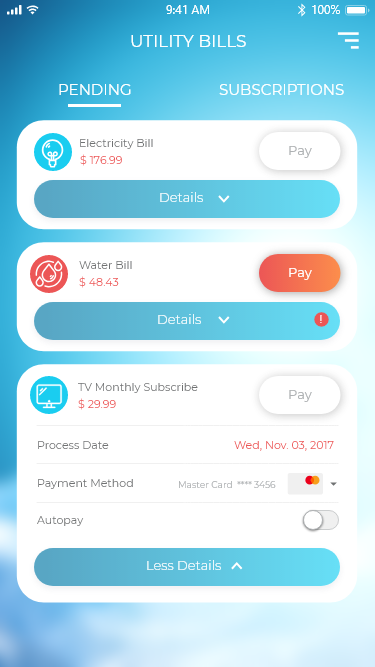 9:41 AM 100%
UTILITY BILLS
PENDING SUBSCRIPTIONS
Electricity Bill
$ 176.99
Pay
Details
Water Bill
$ 48.43
Pay
Details !
TV Monthly Subscribe
$ 29.99
Pay
Process Date Wed, Nov. 03, 2017
Payment Method Master Card **** 3456
Autopay
Less Details